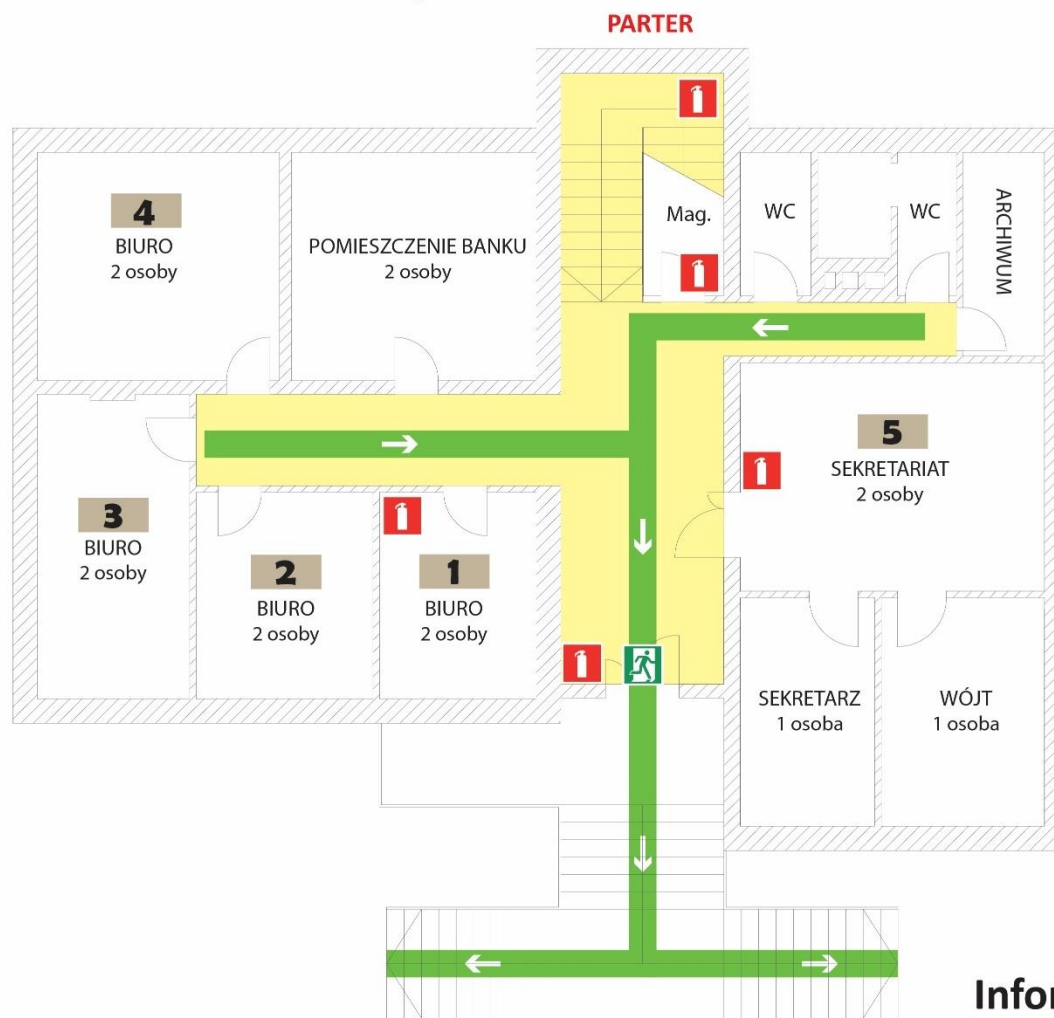 PARTER
4
BIURO
2 osoby
POMIESZCZENIE BANKU
2 osoby
Mag.
WC
WC
ARCHIWUM
5
SEKRETARIAT
2 osoby
3
BIURO
2 osoby
2
BIURO
2 osoby
1
BIURO
2 osoby
SEKRETARZ
1 osoba
WÓJT
1 osoba